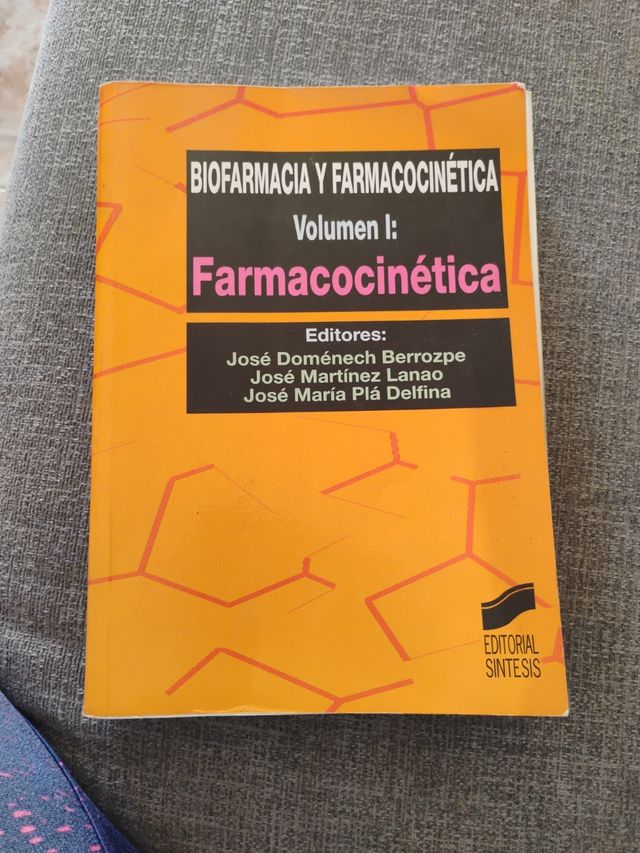 BIOFARMACIA Y FARMACOCINÉTICA
Volumen I:
Farmacocinética
Editores:
José Doménech Berrozpe
José Martínez Lanao
José María Plá Delfina
EDITORIAL
SINTESIS